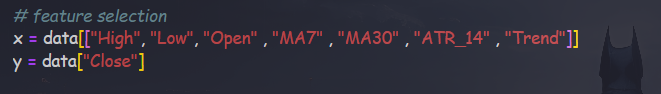 # feature selection
x = data[["High", "Low", "Open" , "MA7" , "MA30" , "ATR_14" , "Trend"]]
y = data["Close"]